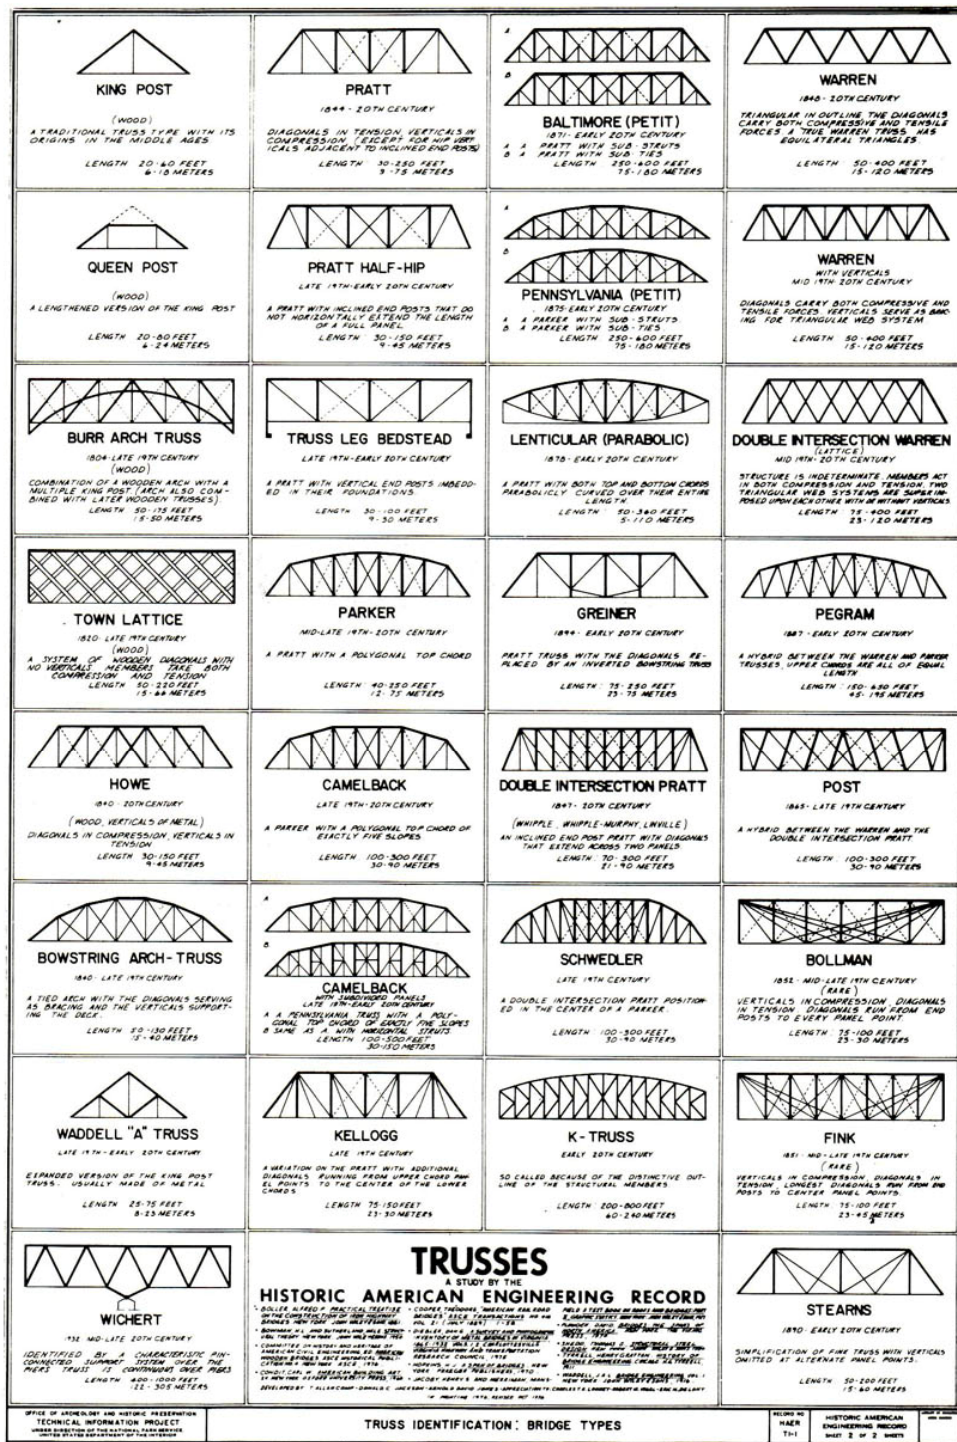 KING POST
(WOOD)
A TRADITIONAL TRUSS TYPE WITH ITS
ORIGINS IN THE MIDDLE AGES
LENGTH 20-60 FEET
6-18 METERS
PRATT
1844 - 20TH CENTURY
DIAGONALS IN TENSION, VERTICALS IN
COMPRESSION (EXCEPT FOR HIP VERT
ICALS ADJACENT TO INCLINED END POSTS)
LENGTH 30-250 FEET
9-75 METERS
A
B
BALTIMORE (PETIT)
1871 - EARLY 20TH CENTURY
A A PRATT WITH SUB-STRUTS
B A PRATT WITH SUB-TIES
LENGTH 250-600 FEET
75-180 METERS
WARREN
1848 - 20TH CENTURY
TRIANGULAR IN OUTLINE, THE DIAGONALS
CARRY BOTH COMPRESSIVE AND TENSILE
FORCES A TRUE WARREN TRUSS HAS
EQUILATERAL TRIANGLES
LENGTH 50-400 FEET
15-120 METERS
QUEEN POST
(WOOD)
A LENGTHENED VERSION OF THE KING POST
LENGTH 20-80 FEET
6-24 METERS
PRATT HALF-HIP
LATE 19TH-EARLY 20TH CENTURY
A PRATT WITH INCLINED END POSTS THAT DO
NOT HORIZONTALLY EXTEND THE LENGTH
OF A FULL PANEL
LENGTH 30-150 FEET
9-45 METERS
A
B
PENNSYLVANIA (PETIT)
1875-EARLY 20TH CENTURY
A A PARKER WITH SUB-STRUTS
B A PARKER WITH SUB-TIES
LENGTH 250-600 FEET
75-180 METERS
WARREN
WITH VERTICALS
MID 19TH-20TH CENTURY
DIAGONALS CARRY BOTH COMPRESSIVE AND
TENSILE FORCES. VERTICALS SERVE AS BRAC-
ING FOR TRIANGULAR WEB SYSTEM
LENGTH 50-400 FEET
15-120 METERS
BURR ARCH TRUSS
1804-LATE 19TH CENTURY
(WOOD)
COMBINATION OF A WOODEN ARCH WITH A
MULTIPLE KING POST. (ARCH ALSO COM-
BINED WITH LATER WOODEN TRUSSES)
LENGTH 50-175 FEET
15-50 METERS
TRUSS LEG BEDSTEAD
LATE 19TH-EARLY 20TH CENTURY
A PRATT WITH VERTICAL END POSTS IMBEDD-
ED IN THEIR FOUNDATIONS
LENGTH 30-100 FEET
9-30 METERS
LENTICULAR (PARABOLIC)
1878-EARLY 20TH CENTURY
A PRATT WITH BOTH TOP AND BOTTOM CHORDS
PARABOLICLY CURVED OVER THEIR ENTIRE
LENGTH
LENGTH 50-360 FEET
5-110 METERS
DOUBLE INTERSECTION WARREN
(LATTICE)
MID 19TH-20TH CENTURY
STRUCTURE IS INDETERMINATE. MEMBERS ACT
IN BOTH COMPRESSION AND TENSION. TWO
TRIANGULAR WEB SYSTEMS ARE SUPERIM-
POSED UPON EACH OTHER WITH OR WITHOUT VERTICALS
LENGTH 75-400 FEET
23-120 METERS
TOWN LATTICE
1820-LATE 19TH CENTURY
(WOOD)
A SYSTEM OF WOODEN DIAGONALS WITH
NO VERTICALS MEMBERS TAKE BOTH
COMPRESSION AND TENSION
LENGTH 50-220 FEET
15-66 METERS
PARKER
MID-LATE 19TH-20TH CENTURY
A PRATT WITH A POLYGONAL TOP CHORD
LENGTH 40-250 FEET
12-75 METERS
GREINER
1894-EARLY 20TH CENTURY
PRATT TRUSS WITH THE DIAGONALS RE-
PLACED BY AN INVERTED BOWSTRING TRUSS
LENGTH 75-250 FEET
23-75 METERS
PEGRAM
1887-EARLY 20TH CENTURY
A HYBRID BETWEEN THE WARREN AND PARKER
TRUSSES, UPPER CHORDS ARE ALL OF EQUAL
LENGTH
LENGTH 150-650 FEET
45-195 METERS
HOWE
1840-20TH CENTURY
(WOOD, VERTICALS OF METAL)
DIAGONALS IN COMPRESSION, VERTICALS IN
TENSION
LENGTH 30-150 FEET
9-45 METERS
CAMELBACK
LATE 19TH-20TH CENTURY
A PARKER WITH A POLYGONAL TOP CHORD OF
EXACTLY FIVE SLOPES
LENGTH 100-300 FEET
30-90 METERS
DOUBLE INTERSECTION PRATT
1847-20TH CENTURY
(WHIPPLE, WHIPPLE-MURPHY, LINVILLE)
AN INCLINED END POST PRATT WITH DIAGONALS
THAT EXTEND ACROSS TWO PANELS
LENGTH 70-300 FEET
21-90 METERS
POST
1865-LATE 19TH CENTURY
A HYBRID BETWEEN THE WARREN AND THE
DOUBLE INTERSECTION PRATT
LENGTH 100-300 FEET
30-90 METERS
BOWSTRING ARCH-TRUSS
1840-LATE 19TH CENTURY
A TIED ARCH WITH THE DIAGONALS SERVING
AS BRACING AND THE VERTICALS SUPPORT-
ING THE DECK
LENGTH 50-130 FEET
15-40 METERS
A
B
CAMELBACK
WITH SUBDIVIDED PANELS
LATE 19TH-EARLY 20TH CENTURY
A A PENNSYLVANIA TRUSS WITH A POLY-
GONAL TOP CHORD OF EXACTLY FIVE SLOPES
B SAME AS A WITH HORIZONTAL STRUTS
LENGTH 100-500 FEET
30-150 METERS
SCHWEDLER
LATE 19TH CENTURY
A DOUBLE INTERSECTION PRATT POSITION-
ED IN THE CENTER OF A PARKER
LENGTH 100-300 FEET
30-90 METERS
BOLLMAN
1852-MID-LATE 19TH CENTURY
(RARE)
VERTICALS IN COMPRESSION, DIAGONALS
IN TENSION. DIAGONALS RUN FROM END
POSTS TO EVERY PANEL POINT.
LENGTH 75-100 FEET
23-30 METERS
WADDELL "A" TRUSS
LATE 19TH-EARLY 20TH CENTURY
EXPANDED VERSION OF THE KING POST
TRUSS. USUALLY MADE OF METAL
LENGTH 25-75 FEET
8-23 METERS
KELLOGG
LATE 19TH CENTURY
A VARIATION ON THE PRATT WITH ADDITIONAL
DIAGONALS RUNNING FROM UPPER CHORD PAN-
EL POINTS TO THE CENTER OF THE LOWER
CHORDS
LENGTH 75-150 FEET
23-30 METERS
K-TRUSS
EARLY 20TH CENTURY
SO CALLED BECAUSE OF THE DISTINCTIVE OUT-
LINE OF THE STRUCTURAL MEMBERS
LENGTH 200-800 FEET
60-240 METERS
FINK
1851-MID-LATE 19TH CENTURY
(RARE)
VERTICALS IN COMPRESSION, DIAGONALS IN
TENSION, LONGEST DIAGONALS RUN FROM END
POSTS TO CENTER PANEL POINTS.
LENGTH 75-100 FEET
23-45 METERS
WICHERT
1932 MID-LATE 20TH CENTURY
IDENTIFIED BY A CHARACTERISTIC PIN-
CONNECTED SUPPORT SYSTEM OVER THE
PIERS TRUST IS CONTINUOUS OVER PIERS
LENGTH 400-1000 FEET
122-305 METERS
TRUSSES
A STUDY BY THE
HISTORIC AMERICAN ENGINEERING RECORD
STEARNS
1890-EARLY 20TH CENTURY
SIMPLIFICATION OF FINK TRUSS WITH VERTICALS
OMITTED AT ALTERNATE PANEL POINTS.
LENGTH 50-200 FEET
15-60 METERS
OFFICE OF ARCHEOLOGY AND HISTORIC PRESERVATION
TECHNICAL INFORMATION PROJECT
UNDER DIRECTION OF THE NATIONAL PARK SERVICE
UNITED STATES DEPARTMENT OF THE INTERIOR
TRUSS IDENTIFICATION: BRIDGE TYPES
RECORD NO
HAER
T1-1
HISTORIC AMERICAN
ENGINEERING RECORD
SHEET 2 OF 2 SHEETS